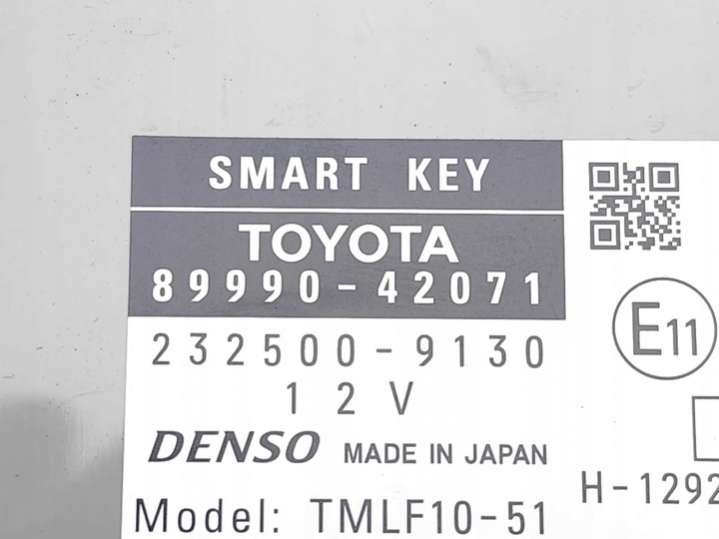 SMART KEY
TOYOTA
89990-42071
232500-9130
12V
DENSO MADE IN JAPAN
Model: TMLF10-51
E11
H-1292